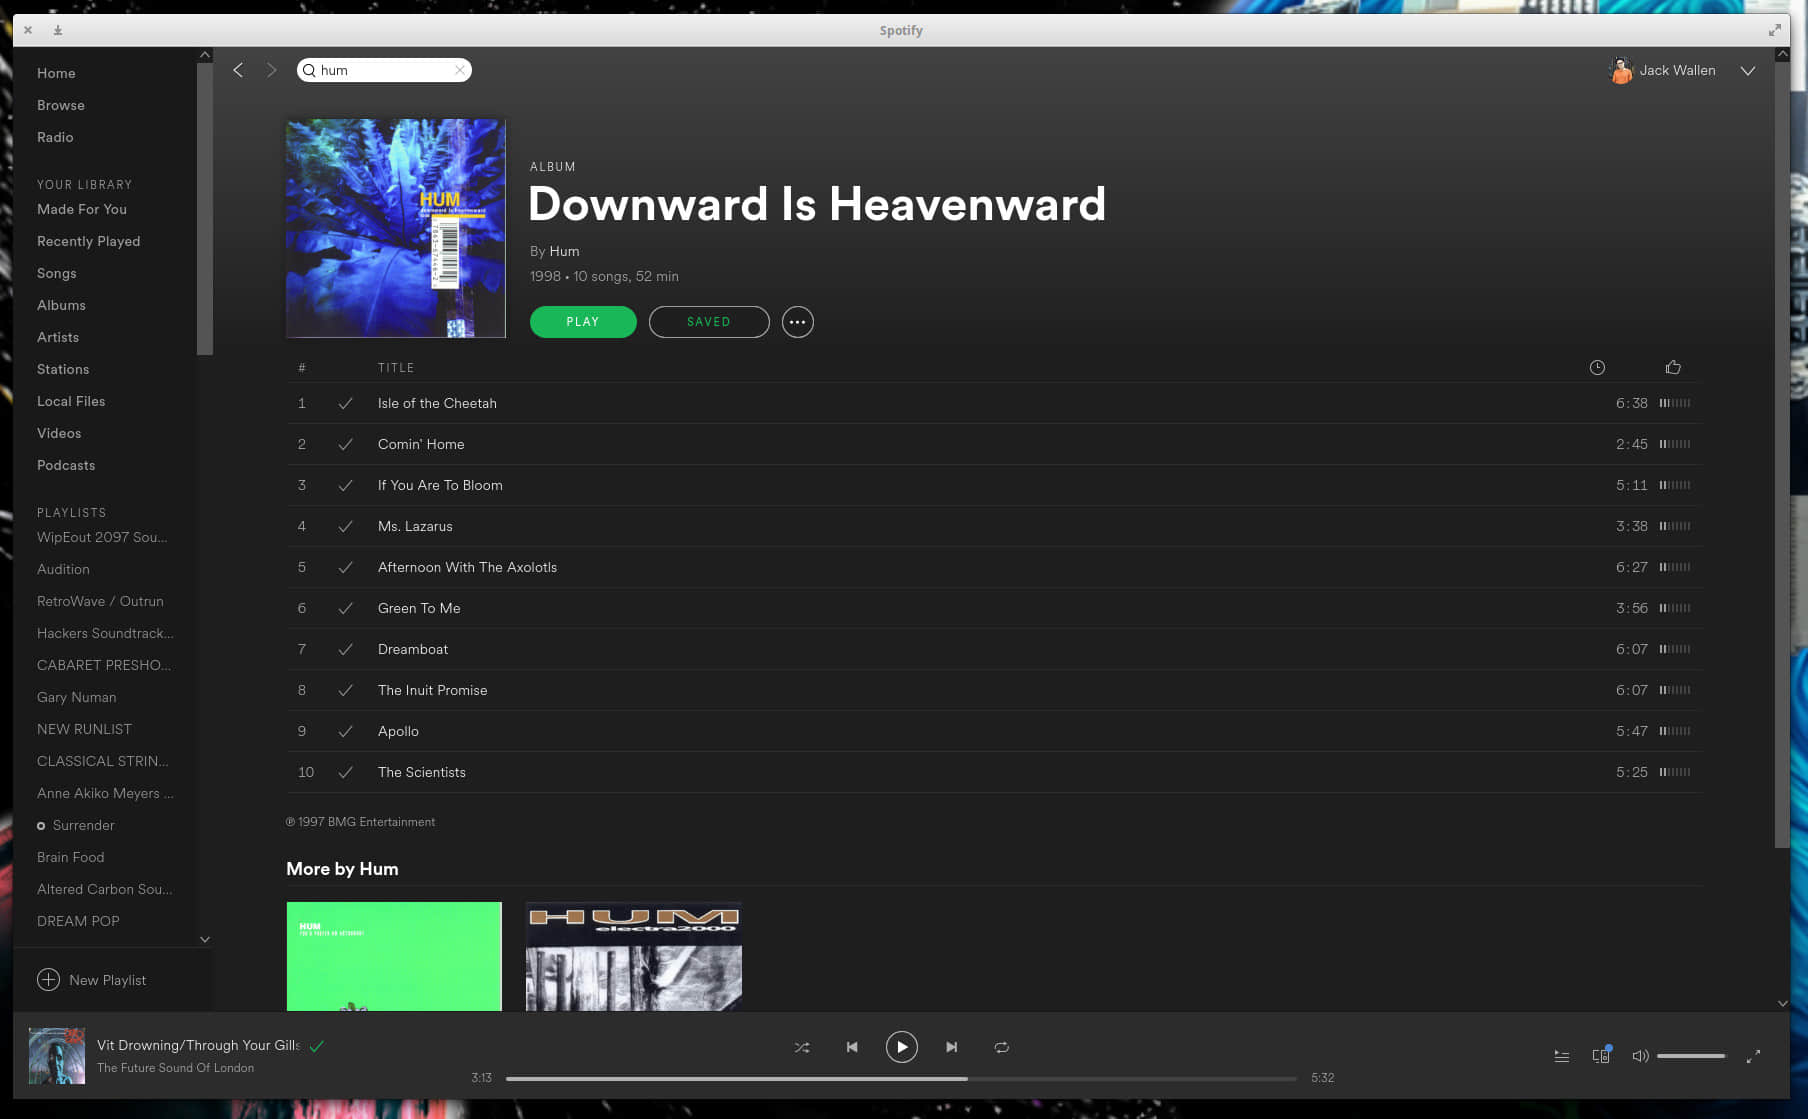 Spotify
Home
Browse
Radio
YOUR LIBRARY
Made For You
Recently Played
Songs
Albums
Artists
Stations
Local Files
Videos
Podcasts
PLAYLISTS
WipEout 2097 Sou...
Audition
RetroWave / Outrun
Hackers Soundtrack...
CABARET PRESHO...
Gary Numan
NEW RUNLIST
CLASSICAL STRIN...
Anne Akiko Meyers ...
Surrender
Brain Food
Altered Carbon Sou...
DREAM POP
New Playlist
hum
Jack Wallen
HUM
downward is heavenward
ALBUM
Downward Is Heavenward
By Hum
1998 • 10 songs, 52 min
PLAY SAVED
# TITLE
1 Isle of the Cheetah 6:38
2 Comin' Home 2:45
3 If You Are To Bloom 5:11
4 Ms. Lazarus 3:38
5 Afternoon With The Axolotls 6:27
6 Green To Me 3:56
7 Dreamboat 6:07
8 The Inuit Promise 6:07
9 Apollo 5:47
10 The Scientists 5:25
℗ 1997 BMG Entertainment
More by Hum
HUM
HUM
electra2000
Vit Drowning/Through Your Gills
The Future Sound Of London
3:13 5:32